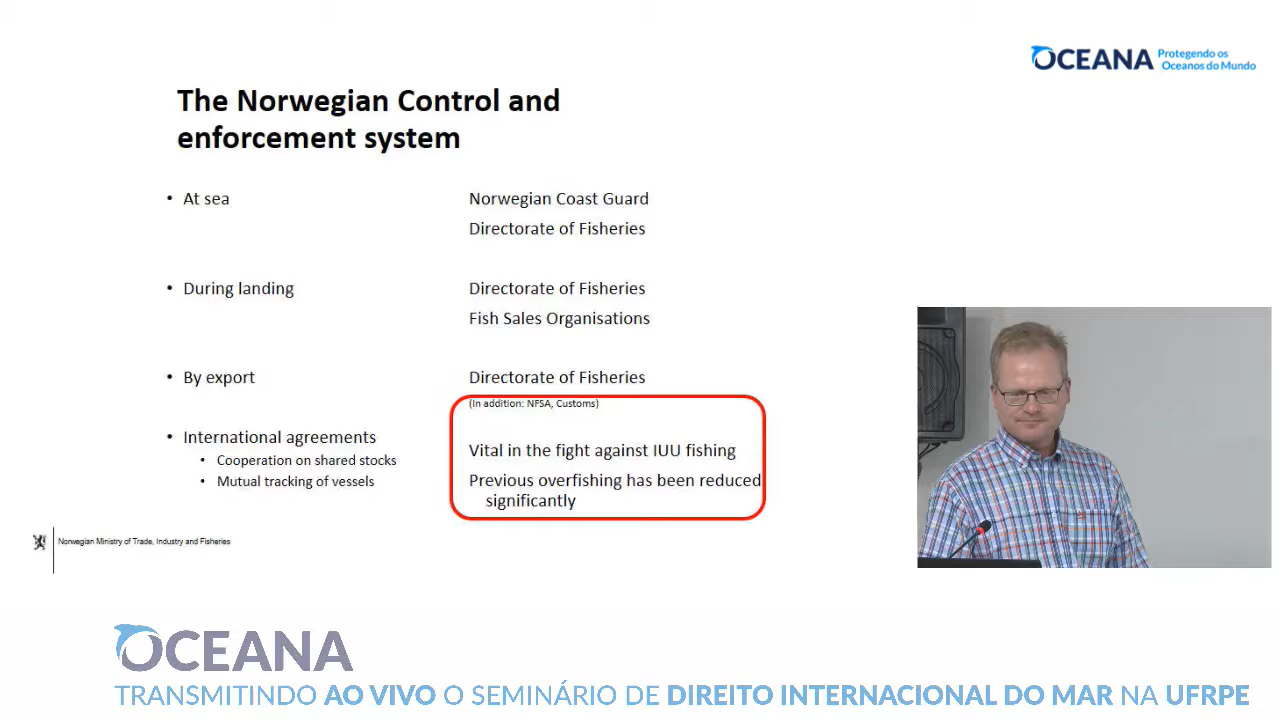 OCEANA Protegendo os
Oceanos do Mundo
The Norwegian Control and
enforcement system
• At sea Norwegian Coast Guard
Directorate of Fisheries
• During landing Directorate of Fisheries
Fish Sales Organisations
• By export Directorate of Fisheries
(In addition: NFSA, Customs)
• International agreements Vital in the fight against IUU fishing
• Cooperation on shared stocks
• Mutual tracking of vessels
Previous overfishing has been reduced
significantly
Norwegian Ministry of Trade, Industry and Fisheries
OCEANA
TRANSMITINDO AO VIVO O SEMINÁRIO DE DIREITO INTERNACIONAL DO MAR NA UFRPE